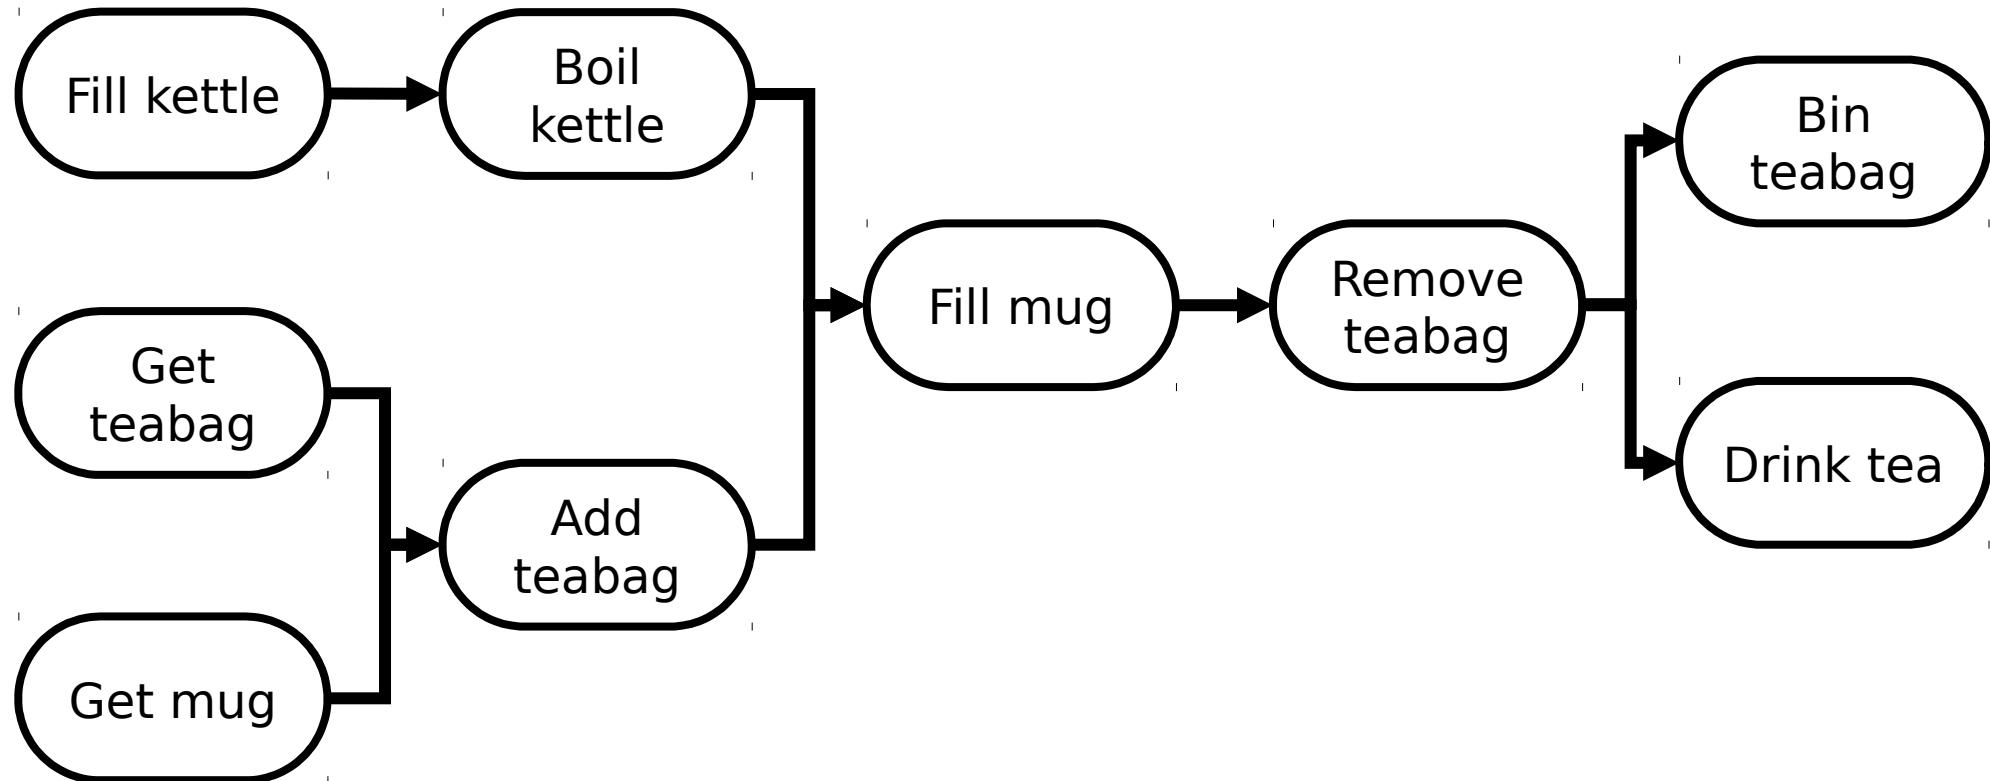 Fill kettle
Boil
kettle
Get
teabag
Get mug
Add
teabag
Fill mug
Remove
teabag
Bin
teabag
Drink tea